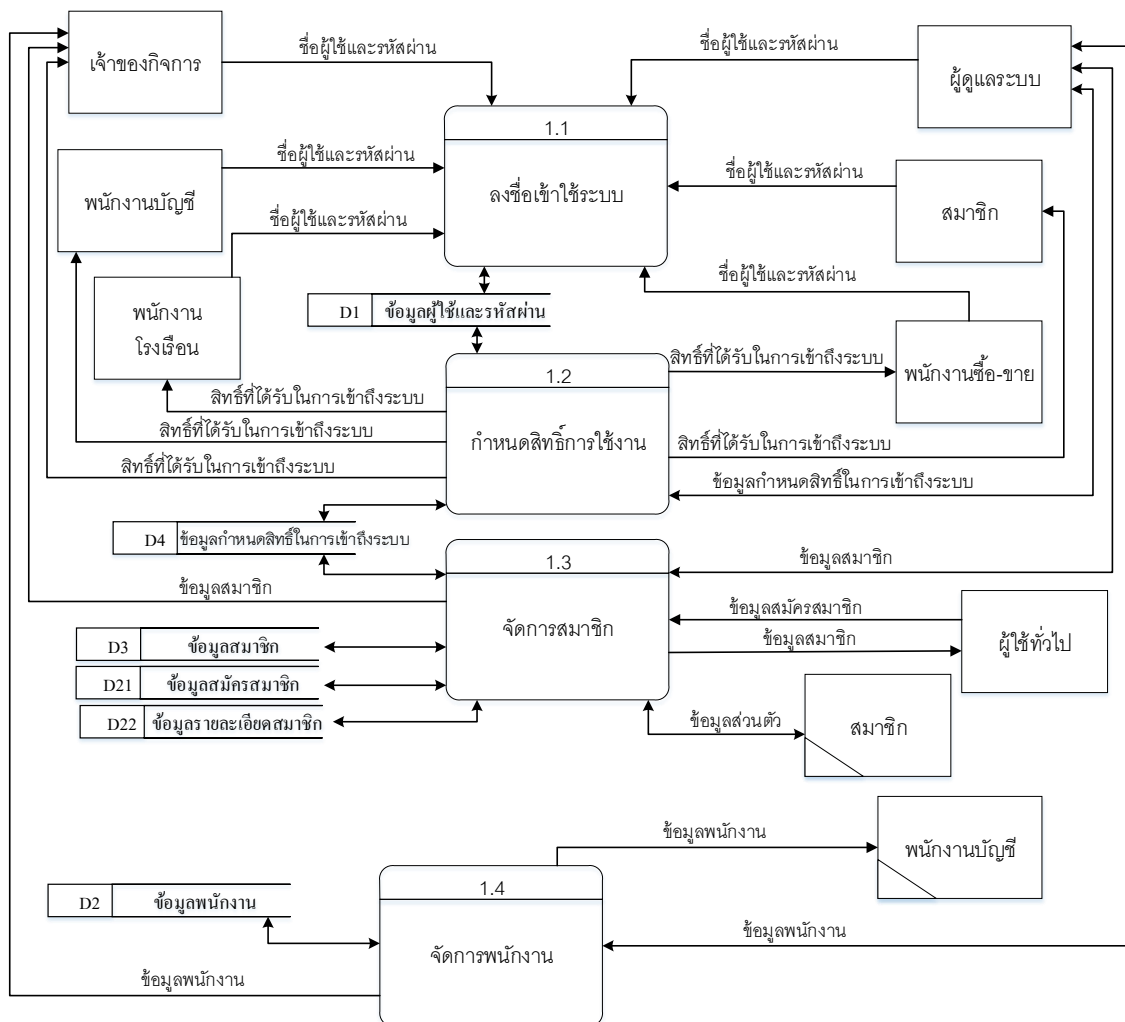 เจ้าของกิจการ
ชื่อผู้ใช้และรหัสผ่าน
ชื่อผู้ใช้และรหัสผ่าน
ผู้ดูแลระบบ
1.1
ลงชื่อเข้าใช้ระบบ
พนักงานบัญชี
ชื่อผู้ใช้และรหัสผ่าน
ชื่อผู้ใช้และรหัสผ่าน
สมาชิก
ชื่อผู้ใช้และรหัสผ่าน
พนักงาน
โรงเรือน
ชื่อผู้ใช้และรหัสผ่าน
D1 ข้อมูลผู้ใช้และรหัสผ่าน
พนักงานซื้อ-ขาย
1.2
กำหนดสิทธิ์การใช้งาน
สิทธิ์ที่ได้รับในการเข้าถึงระบบ
สิทธิ์ที่ได้รับในการเข้าถึงระบบ
สิทธิ์ที่ได้รับในการเข้าถึงระบบ
สิทธิ์ที่ได้รับในการเข้าถึงระบบ
สิทธิ์ที่ได้รับในการเข้าถึงระบบ
ข้อมูลกำหนดสิทธิ์ในการเข้าถึงระบบ
D4 ข้อมูลกำหนดสิทธิ์ในการเข้าถึงระบบ
1.3
จัดการสมาชิก
ข้อมูลสมาชิก
ข้อมูลสมาชิก
ข้อมูลสมัครสมาชิก
ข้อมูลสมาชิก
ผู้ใช้ทั่วไป
D3 ข้อมูลสมาชิก
D21 ข้อมูลสมัครสมาชิก
D22 ข้อมูลรายละเอียดสมาชิก
ข้อมูลส่วนตัว
สมาชิก
ข้อมูลพนักงาน
พนักงานบัญชี
1.4
จัดการพนักงาน
D2 ข้อมูลพนักงาน
ข้อมูลพนักงาน
ข้อมูลพนักงาน